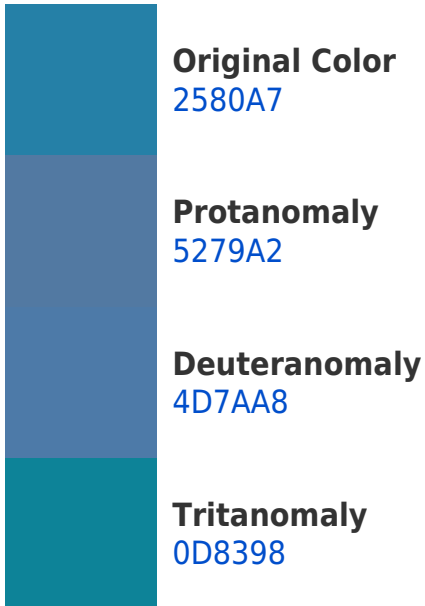 Original Color
2580A7
Protanomaly
5279A2
Deuteranomaly
4D7AA8
Tritanomaly
0D8398